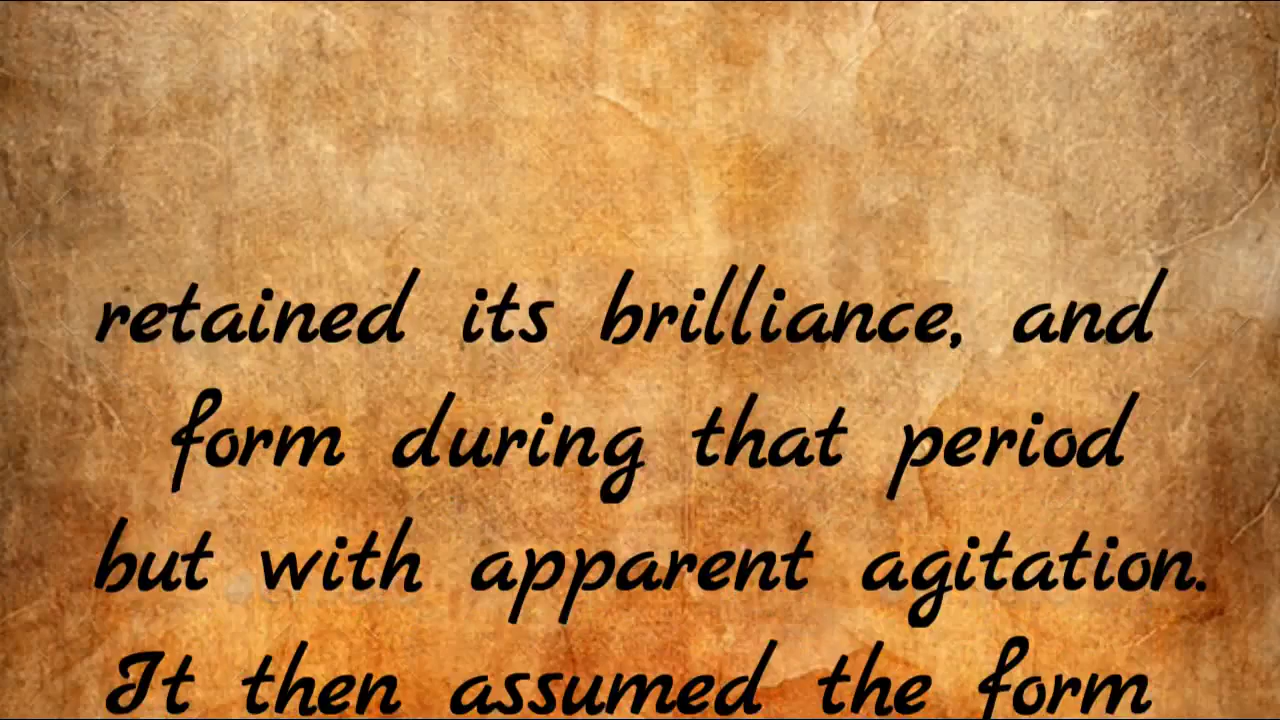 retained its brilliance, and
form during that period
but with apparent agitation.
It then assumed the form